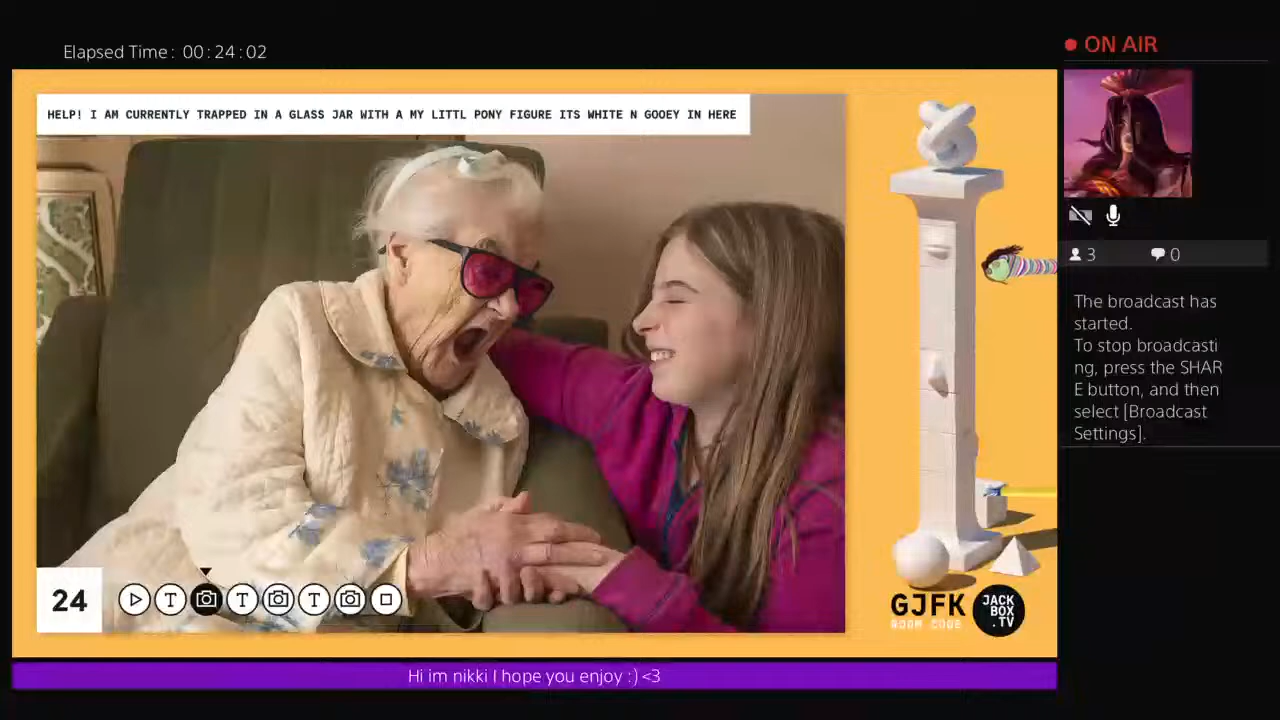 Elapsed Time: 00:24:02
ON AIR
HELP! I AM CURRENTLY TRAPPED IN A GLASS JAR WITH A MY LITTL PONY FIGURE ITS WHITE N GOOEY IN HERE
3
0
The broadcast has
started.
To stop broadcasti
ng, press the SHAR
E button, and then
select [Broadcast
Settings].
24
T
T
T
GJFK
ROOM CODE
JACK
BOX
.TV
Hi im nikki I hope you enjoy :) <3